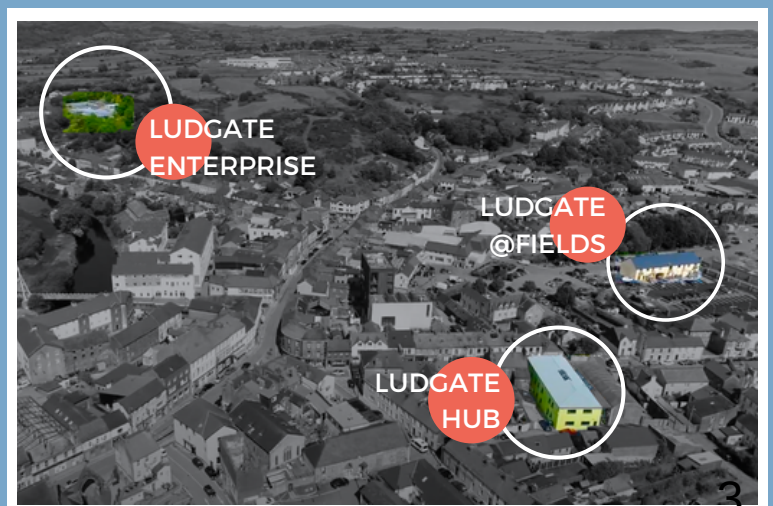 LUDGATE
ENTERPRISE
LUDGATE
@FIELDS
LUDGATE
HUB
3